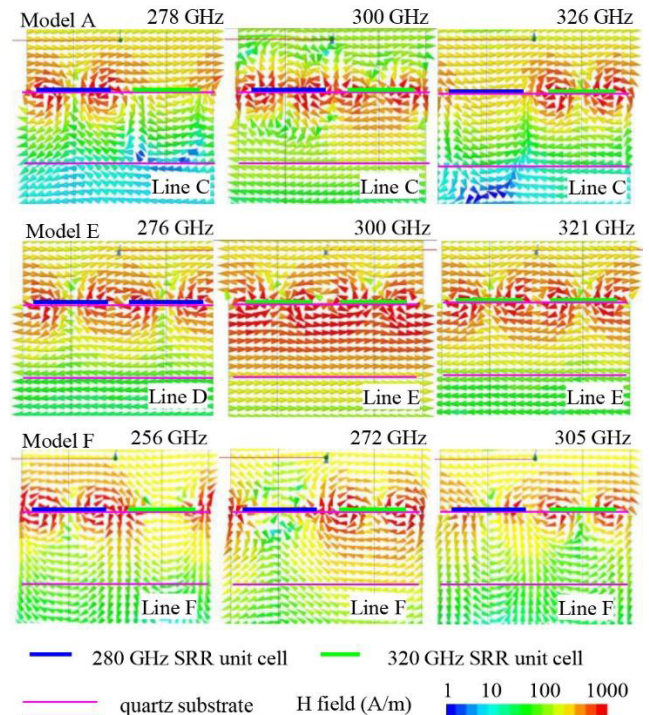 Model A 278 GHz 300 GHz 326 GHz
Line C Line C Line C
Model E 276 GHz 300 GHz 321 GHz
Line D Line E Line E
Model F 256 GHz 272 GHz 305 GHz
Line F Line F Line F
280 GHz SRR unit cell 320 GHz SRR unit cell
quartz substrate H field (A/m) 1 10 100 1000